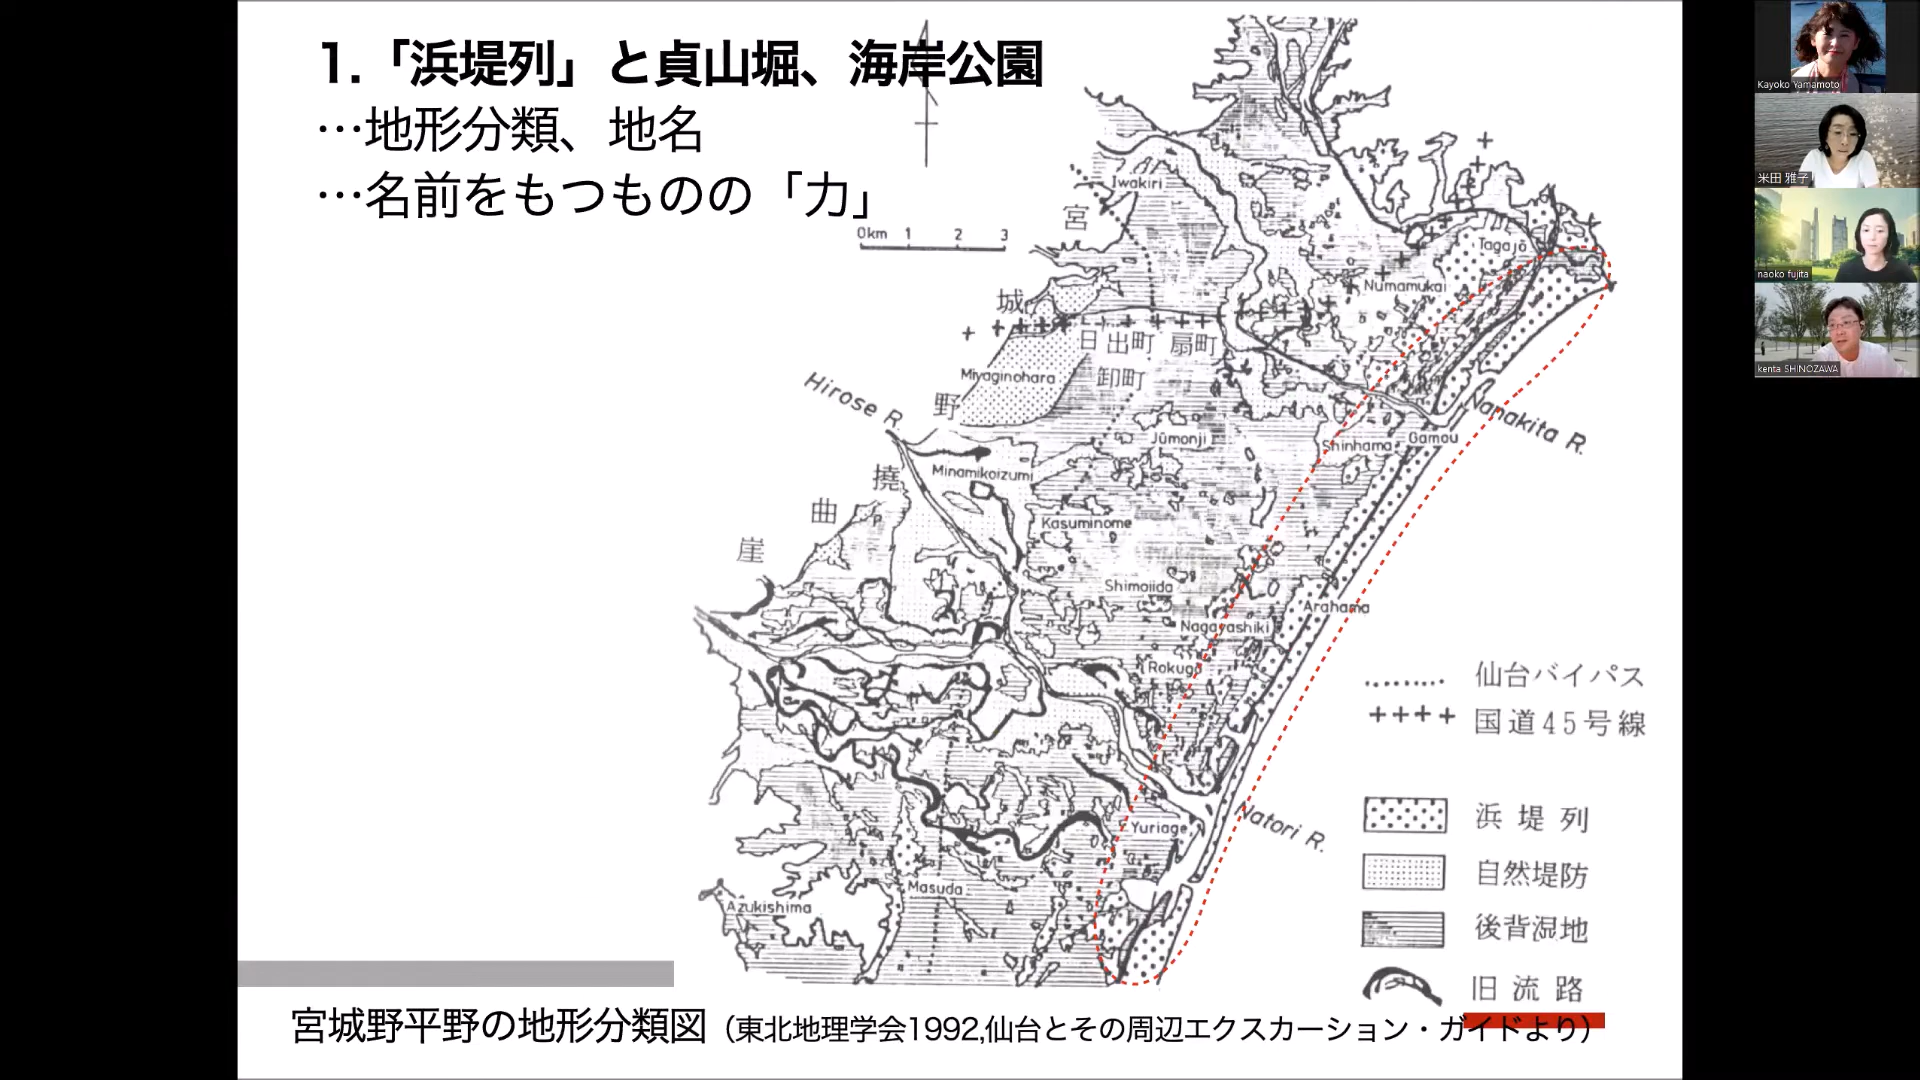 1.「浜堤列」と貞山堀、海岸公園
…地形分類、地名
…名前をもつものの「力」
0km 1 2 3
Iwakiri
宮
Tagajō
Numamukai
城
日出町 扇町
Miyaginohara
卸町
Hirose R.
野
Nanakita R.
Jūmonji
Shinhama
Gamou
Minamikoizumi
撓
曲
Kasuminome
崖
Shimoiida
Arahama
Nagayashiki
Rokugo
仙台バイパス
国道45号線
Natori R.
Yuriage
浜堤列
自然堤防
Masuda
Azukishima
後背湿地
旧流路
宮城野平野の地形分類図（東北地理学会1992,仙台とその周辺エクスカーション・ガイドより）
Kayoko Yamamoto
米田 雅子
naoko fujita
kenta SHINOZAWA